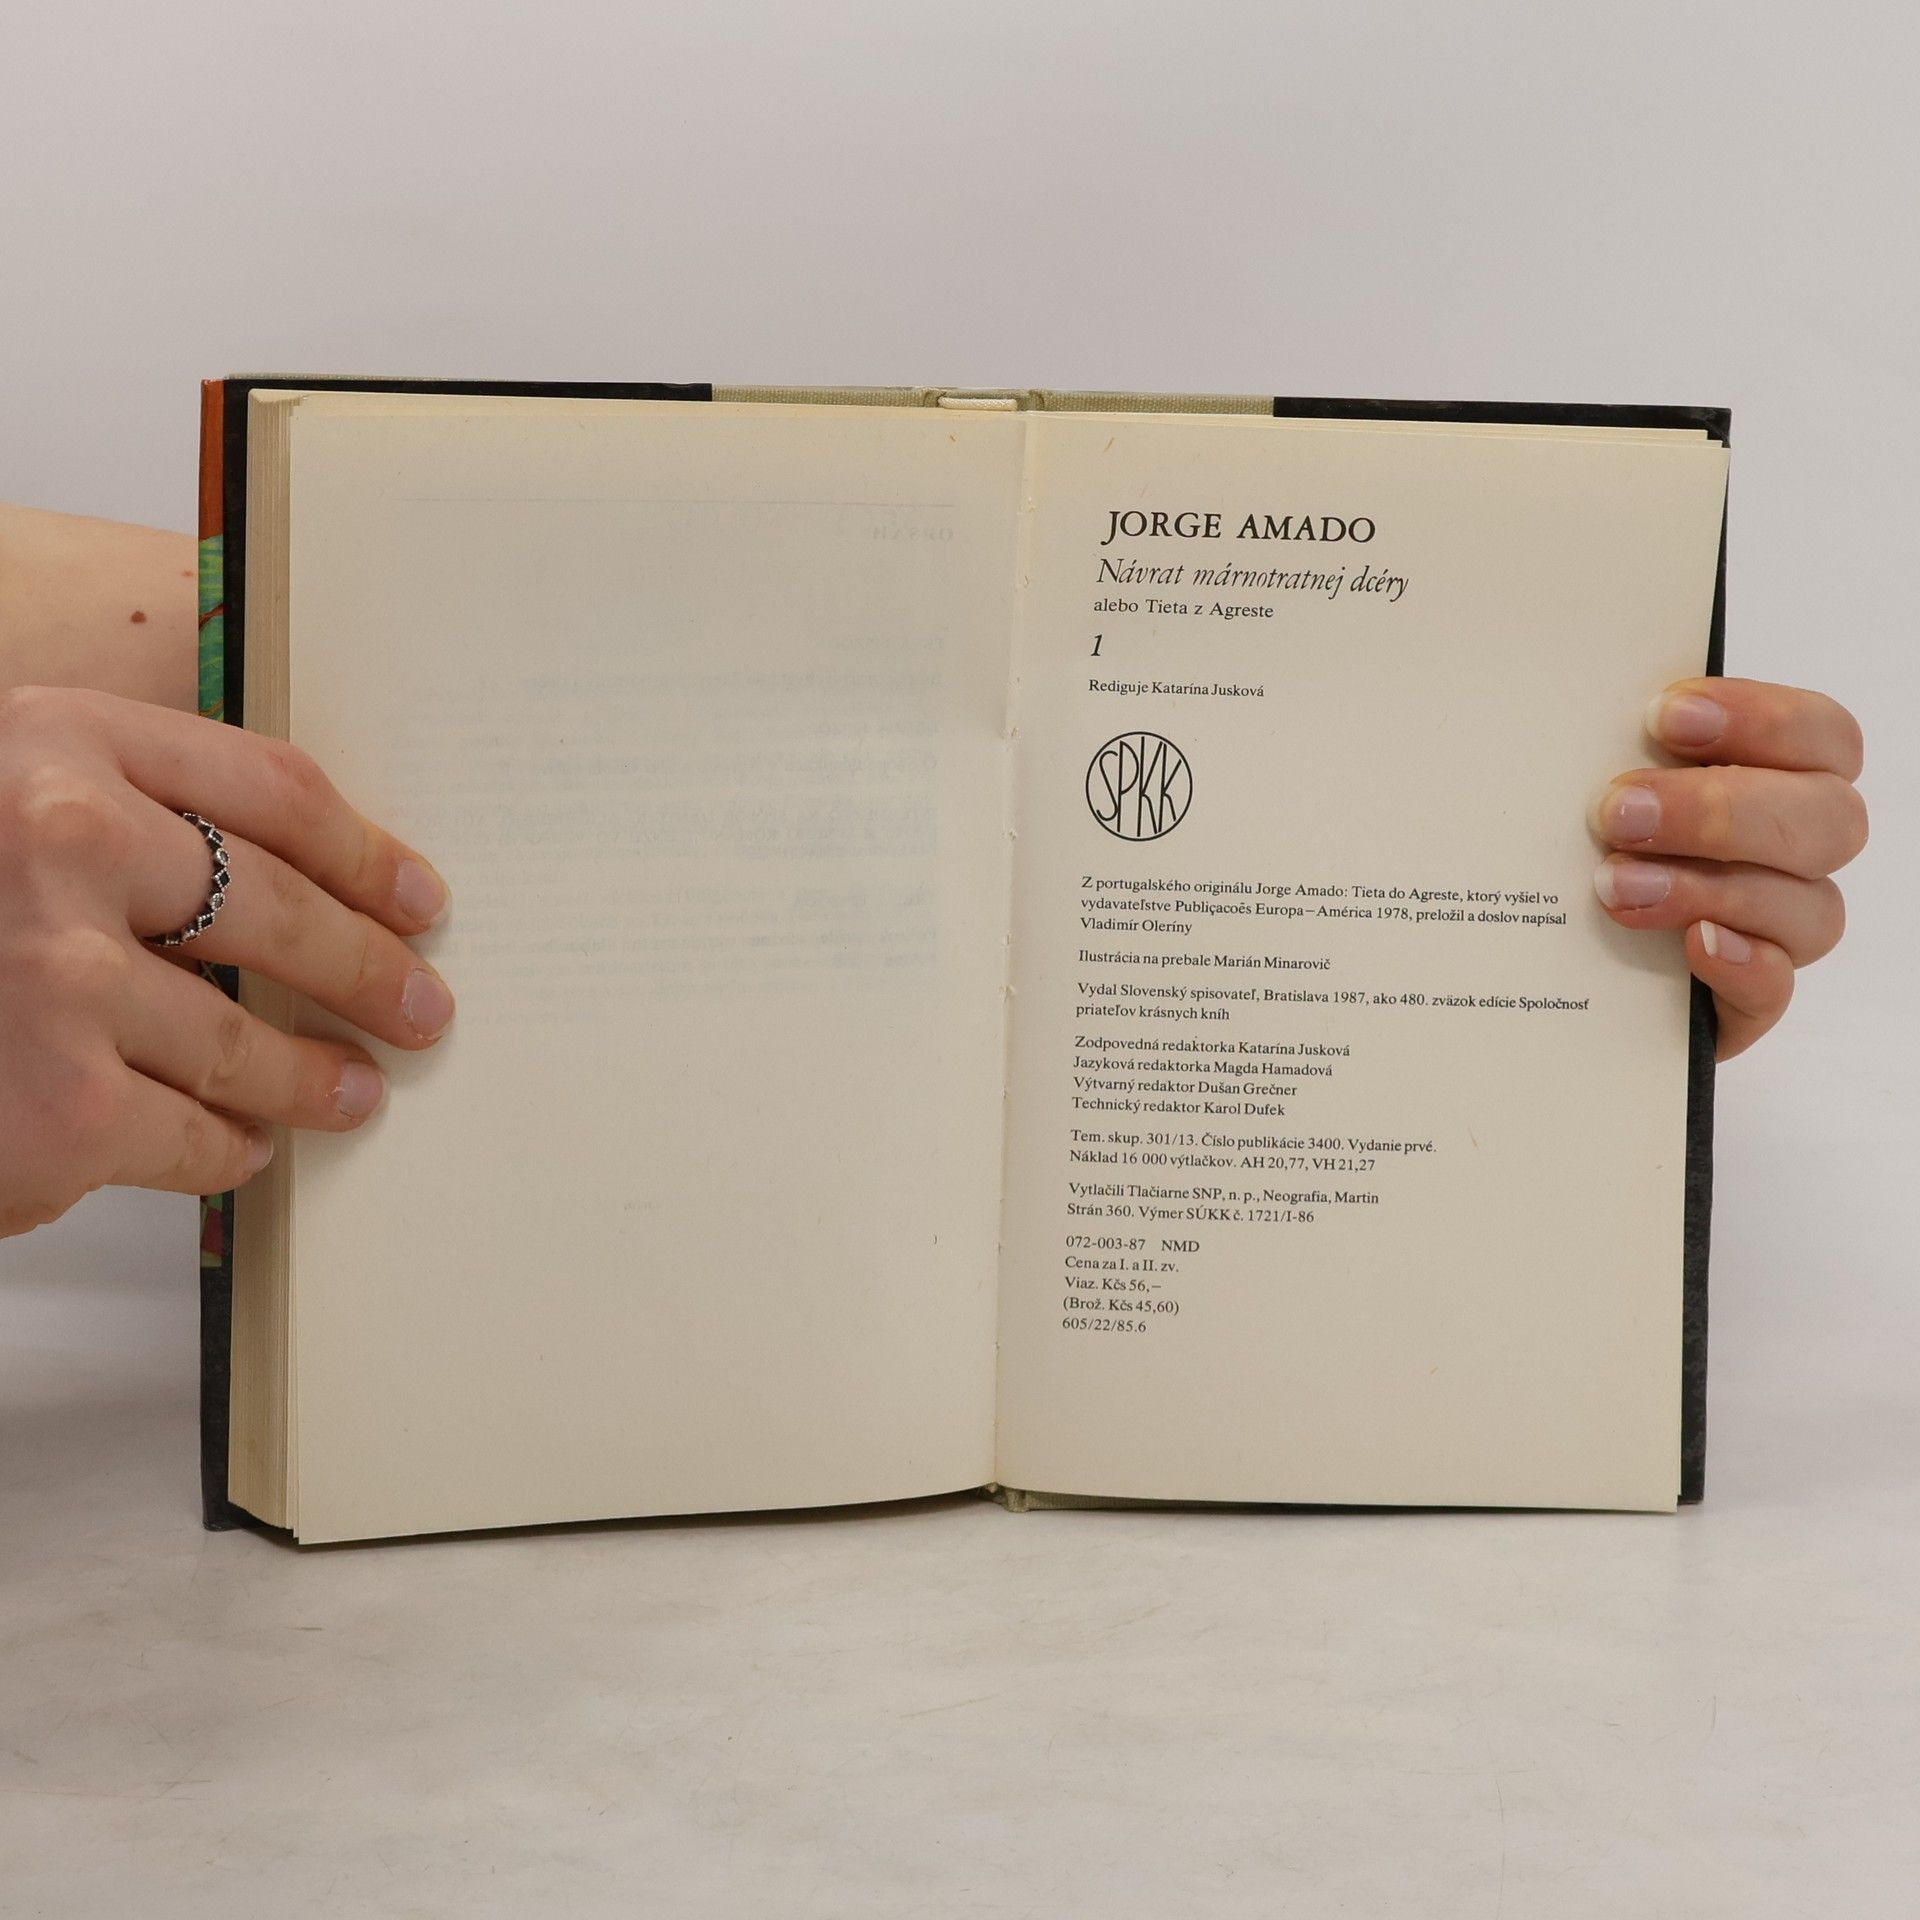 JORGE AMADO
Návrat márnotratnej dcéry
alebo Tieta z Agreste
1
Rediguje Katarína Jusková
SPKK
Z portugalského originálu Jorge Amado: Tieta do Agreste, ktorý vyšiel vo
vydavateľstve Publiçacoẽs Europa–América 1978, preložil a doslov napísal
Vladimír Oleríny
Ilustrácia na prebale Marián Minarovič
Vydal Slovenský spisovateľ, Bratislava 1987, ako 480. zväzok edície Spoločnosť
priateľov krásnych kníh
Zodpovedná redaktorka Katarína Jusková
Jazyková redaktorka Magda Hamadová
Výtvarný redaktor Dušan Grečner
Technický redaktor Karol Dufek
Tem. skup. 301/13. Číslo publikácie 3400. Vydanie prvé.
Náklad 16 000 výtlačkov. AH 20,77, VH 21,27
Vytlačili Tlačiarne SNP, n. p., Neografia, Martin
Strán 360. Výmer SÚKK č. 1721/I-86
072-003-87 NMD
Cena za I. a II. zv.
Viaz. Kčs 56,–
(Brož. Kčs 45,60)
605/22/85.6